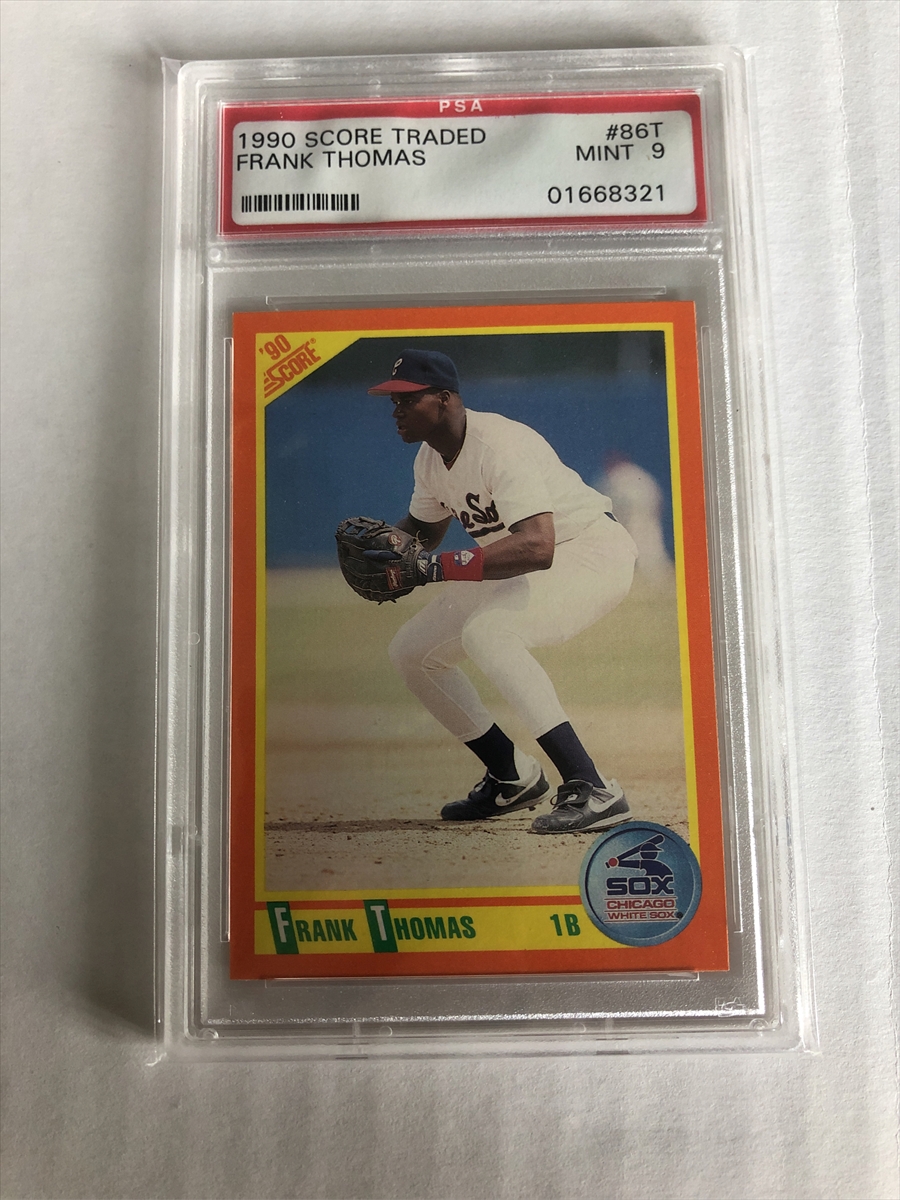 PSA
1990 SCORE TRADED #86T
FRANK THOMAS MINT 9
01668321
'90
SCORE
FRANK THOMAS 1B
SOX
CHICAGO
WHITE SOX